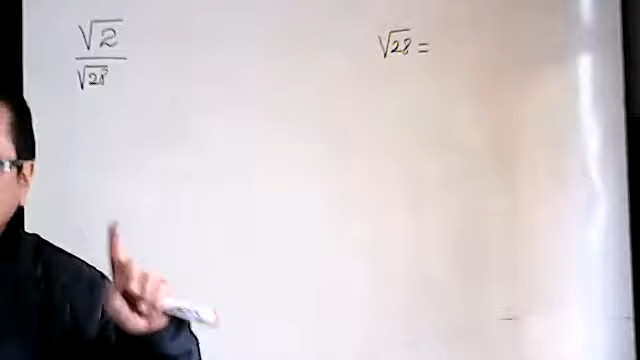 √2
√28
√28 =